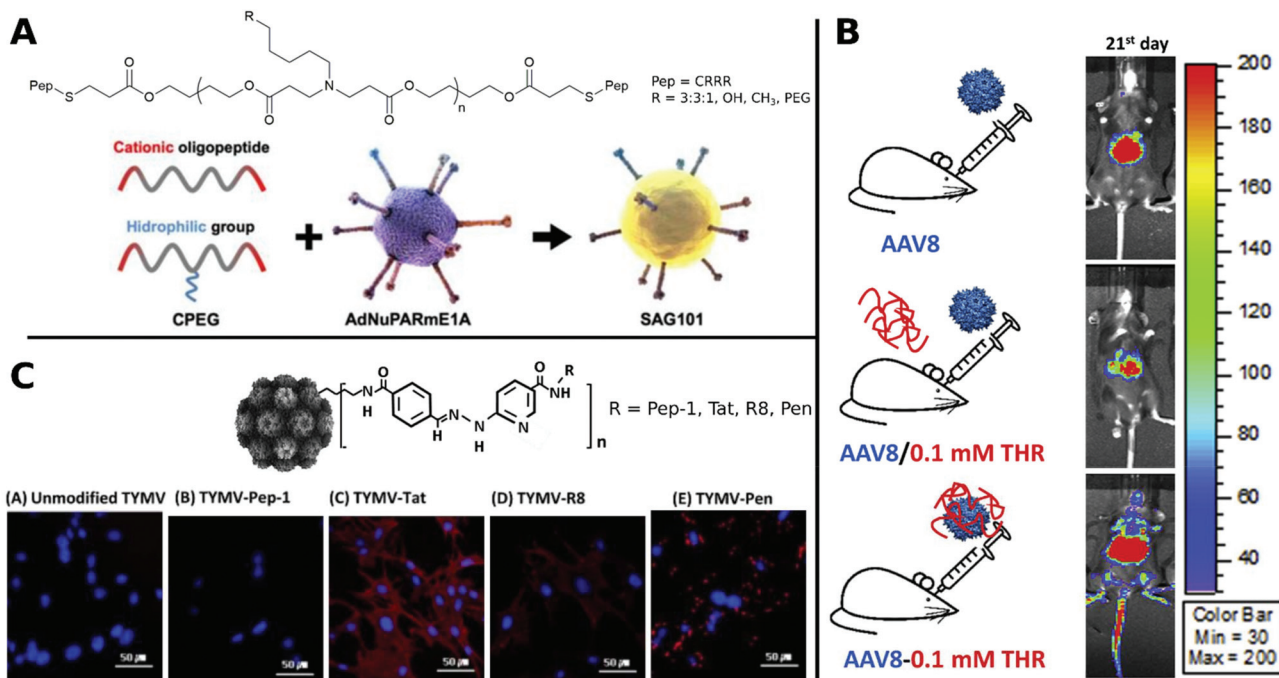 A
R
Pep
S
O
O
O
O
N
O
O
n
O
O
S
Pep
Pep = CRRR
R = 3:3:1, OH, CH₃, PEG
Cationic oligopeptide
Hidrophilic group
+
CPEG
AdNuPARmE1A
SAG101
B
21st day
AAV8
AAV8/0.1 mM THR
AAV8-0.1 mM THR
200
180
160
140
120
100
80
60
40
Color Bar
Min = 30
Max = 200
C
O
N
H
C
H
N
N
H
N
O
NH
R
n
R = Pep-1, Tat, R8, Pen
(A) Unmodified TYMV
(B) TYMV-Pep-1
(C) TYMV-Tat
(D) TYMV-R8
(E) TYMV-Pen
50 ㎛
50 ㎛
50 ㎛
50 ㎛
50 ㎛